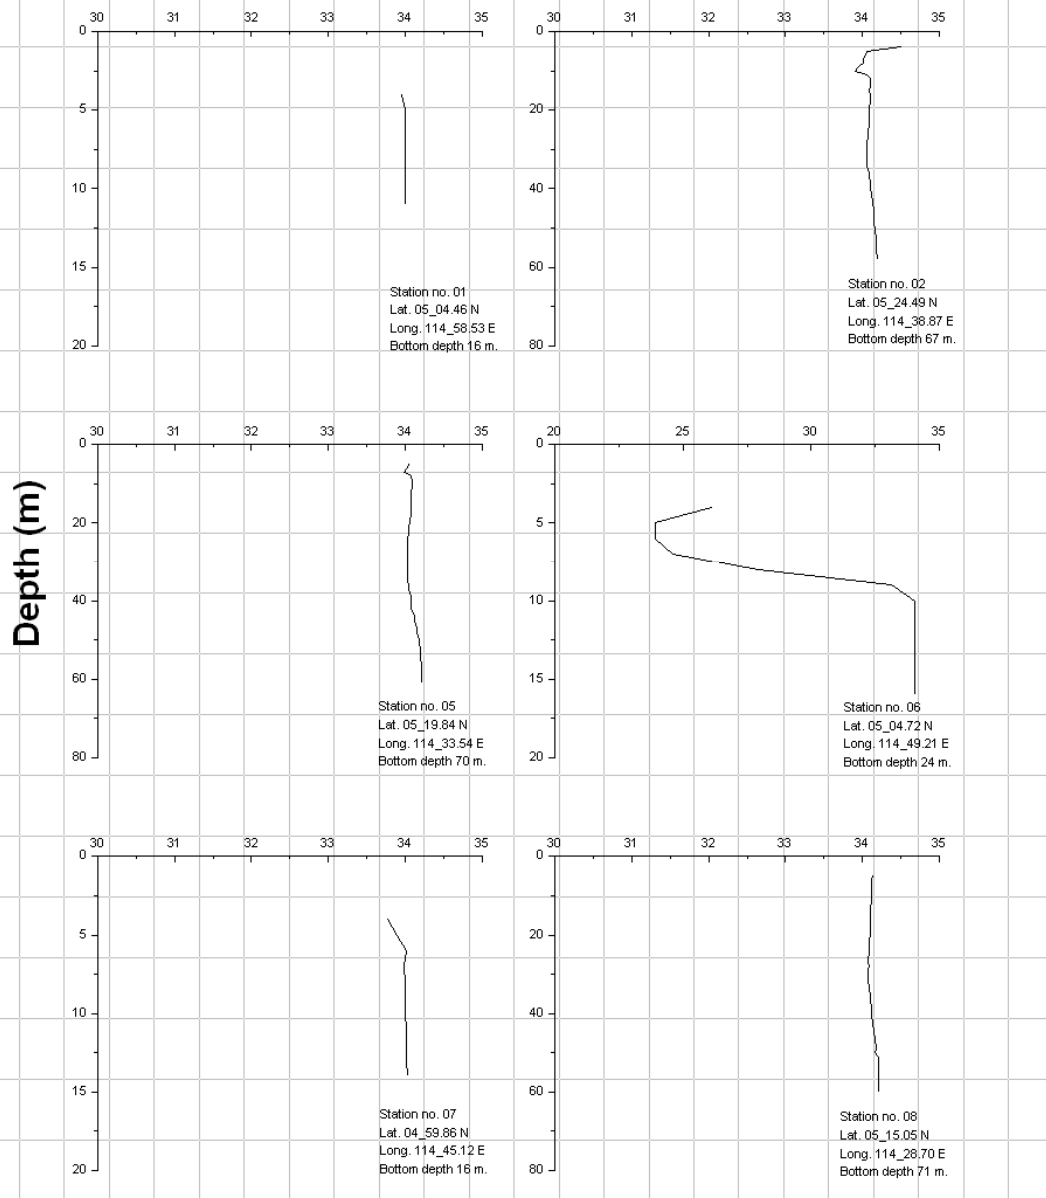 30 31 32 33 34 35
0
5
10
15
20
Station no. 01
Lat. 05_04.46 N
Long. 114_58.53 E
Bottom depth 16 m.
30 31 32 33 34 35
0
20
40
60
80
Station no. 02
Lat. 05_24.49 N
Long. 114_38.87 E
Bottom depth 67 m.
Depth (m)
30 31 32 33 34 35
0
20
40
60
80
Station no. 05
Lat. 05_19.84 N
Long. 114_33.54 E
Bottom depth 70 m.
20 25 30 35
0
5
10
15
20
Station no. 06
Lat. 05_04.72 N
Long. 114_49.21 E
Bottom depth 24 m.
30 31 32 33 34 35
0
5
10
15
20
Station no. 07
Lat. 04_59.86 N
Long. 114_45.12 E
Bottom depth 16 m.
30 31 32 33 34 35
0
20
40
60
80
Station no. 08
Lat. 05_15.05 N
Long. 114_28.70 E
Bottom depth 71 m.